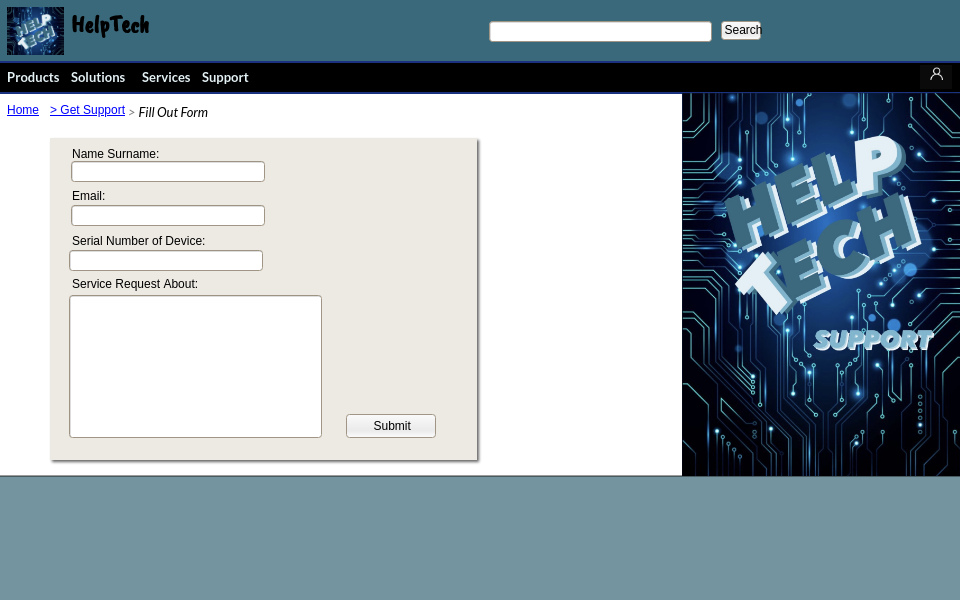 HELP
TECH
HelpTech
Search
Products Solutions Services Support
Home > Get Support > Fill Out Form
Name Surname:
Email:
Serial Number of Device:
Service Request About:
Submit
HELP
TECH
SUPPORT